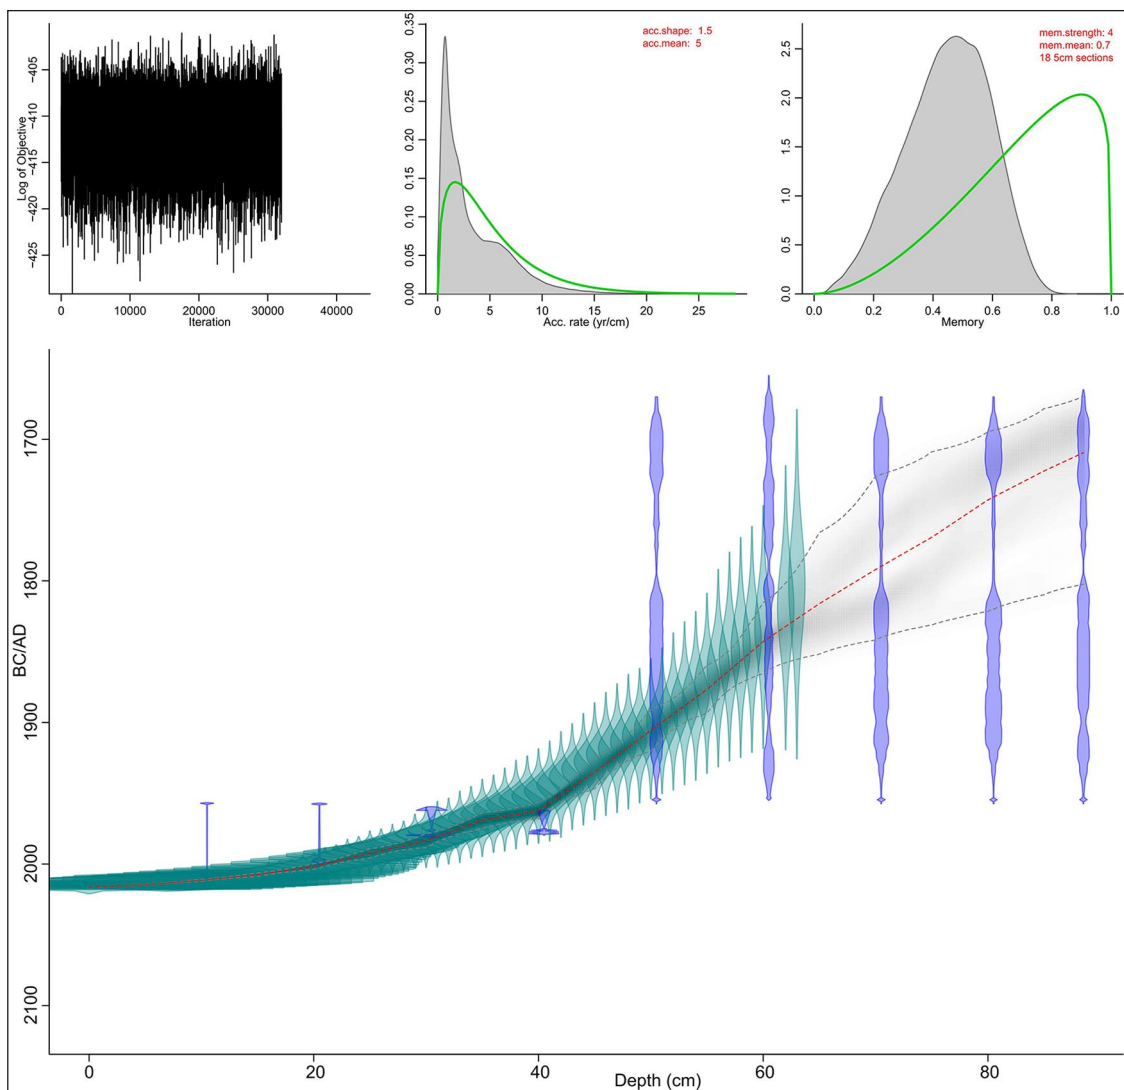 Log of Objective
-405
-410
-415
-420
-425
0 10000 20000 30000 40000
Iteration
acc.shape: 1.5
acc.mean: 5
0.35
0.30
0.25
0.20
0.15
0.10
0.05
0.00
0 5 10 15 20 25
Acc. rate (yr/cm)
mem.strength: 4
mem.mean: 0.7
18 5cm sections
2.5
2.0
1.5
1.0
0.5
0.0
0.0 0.2 0.4 0.6 0.8 1.0
Memory
BC/AD
1700
1800
1900
2000
2100
0 20 40 60 80
Depth (cm)